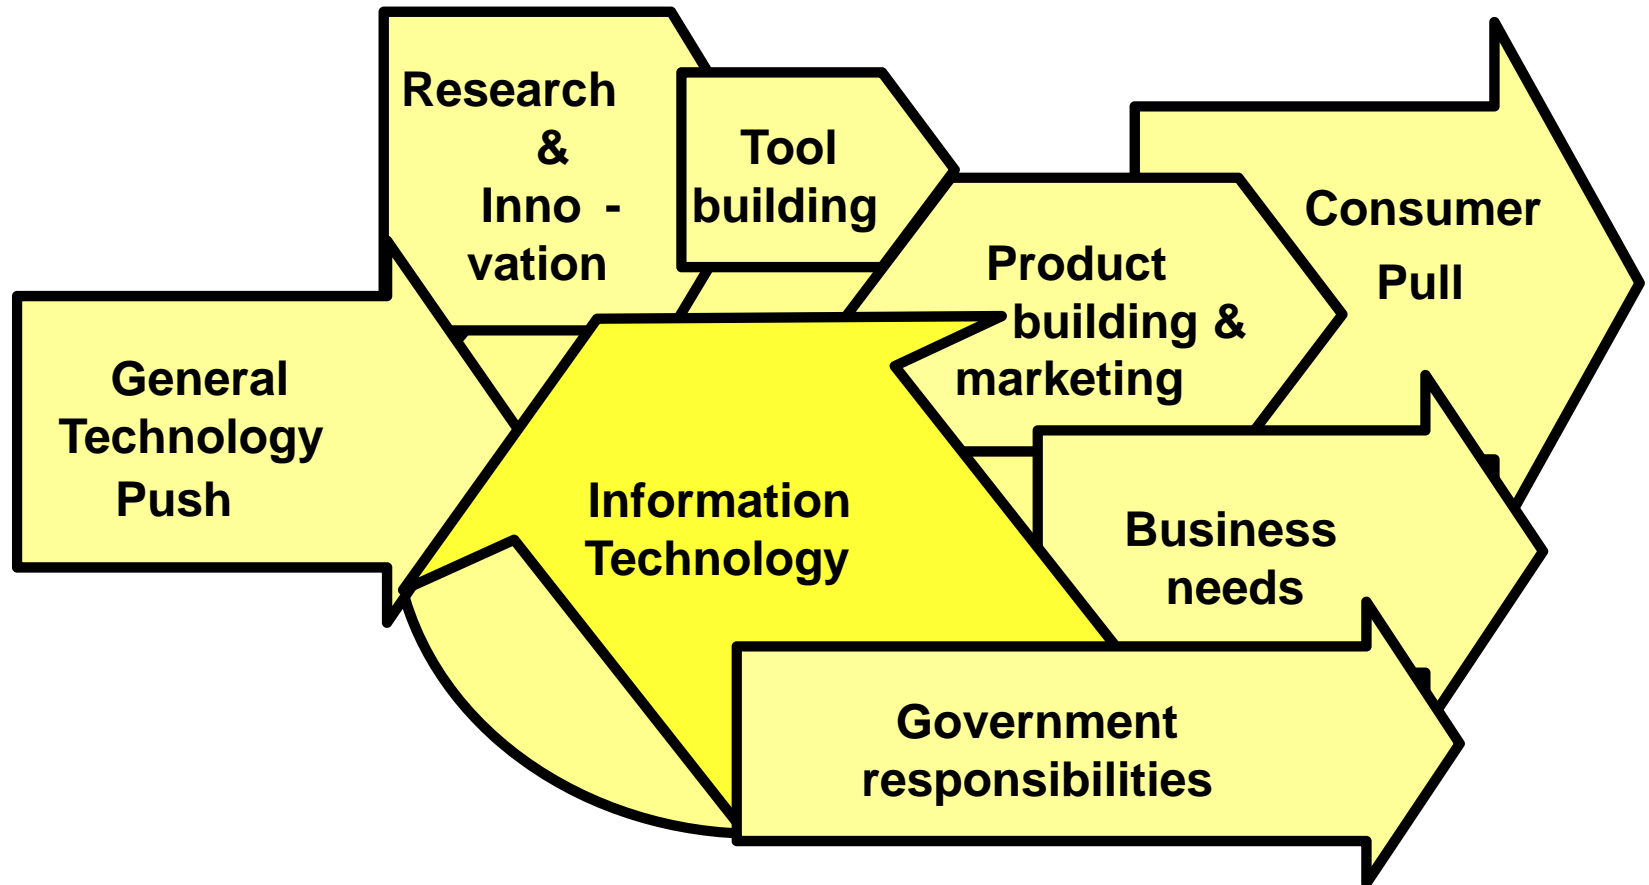 Research
&
Inno -
vation
Tool
building
Product
building &
marketing
Consumer
Pull
General
Technology
Push
Information
Technology
Business
needs
Government
responsibilities